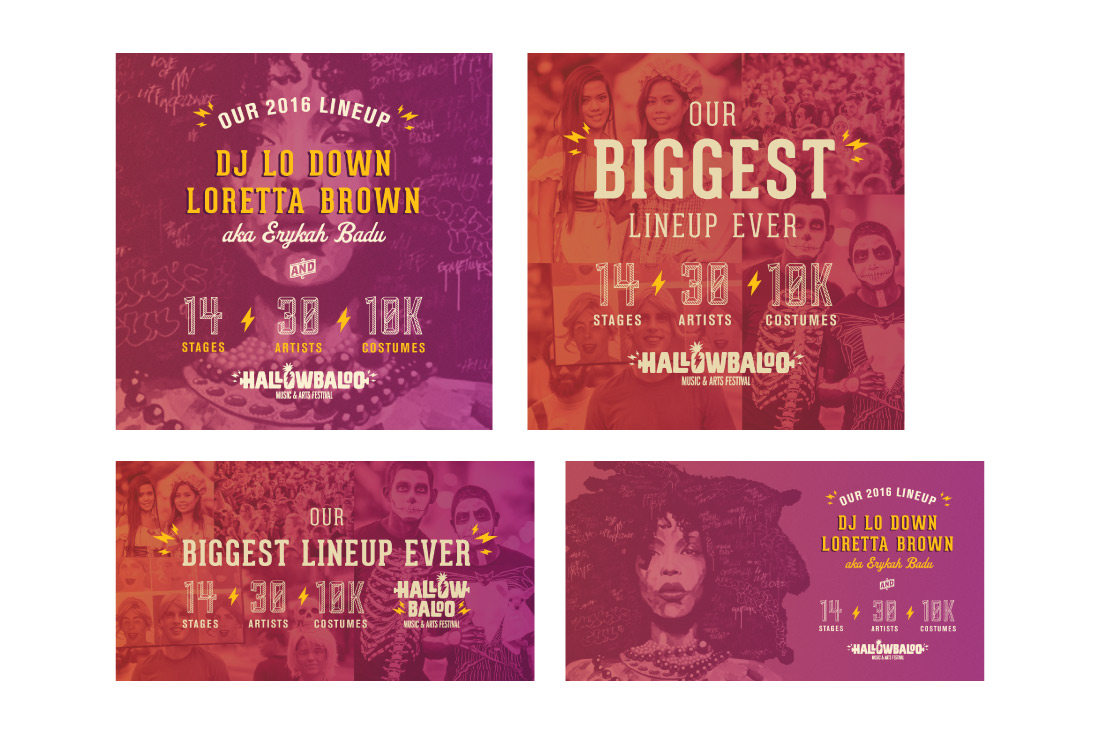 OUR 2016 LINEUP
DJ LO DOWN
LORETTA BROWN
aka Erykah Badu
AND
14 30 10K
STAGES ARTISTS COSTUMES
HALLOWBALOO
MUSIC & ARTS FESTIVAL
OUR
BIGGEST
LINEUP EVER
14 30 10K
STAGES ARTISTS COSTUMES
HALLOWBALOO
MUSIC & ARTS FESTIVAL
OUR
BIGGEST LINEUP EVER
14 30 10K
STAGES ARTISTS COSTUMES
HALLOW
BALOO
MUSIC & ARTS FESTIVAL
OUR 2016 LINEUP
DJ LO DOWN
LORETTA BROWN
aka Erykah Badu
AND
14 30 10K
STAGES ARTISTS COSTUMES
HALLOWBALOO
MUSIC & ARTS FESTIVAL